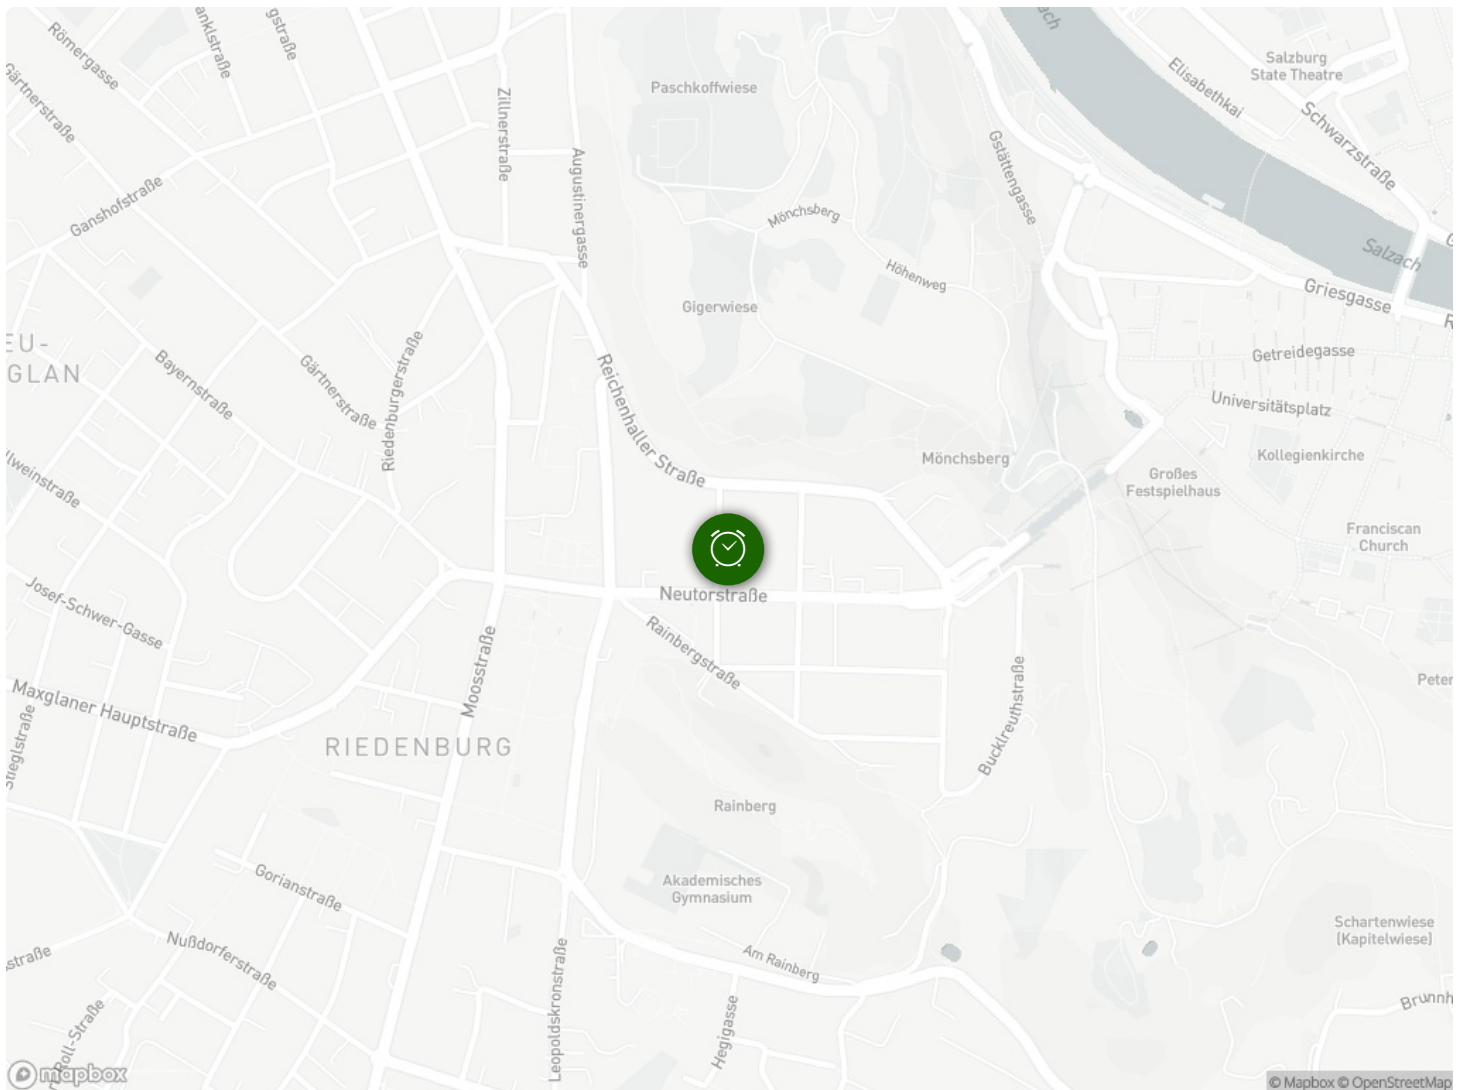 Römergasse
Gärtnerstraße
Zillnerstraße
Augustinergasse
Paschkoffwiese
Salzburg
State Theatre
Elisabethkai
Schwarzstraße
Gstättengasse
Ganshofstraße
Mönchsberg
Höhenweg
Salzach
Griesgasse
Gigerwiese
GLAN
Bayernstraße
Gärtnerstraße
Riedenburgerstraße
Reichenhaller Straße
Getreidegasse
Universitätsplatz
Mönchsberg
Kollegienkirche
Großes
Festspielhaus
Franciscan
Church
Neutorstraße
Josef-Schwer-Gasse
Rainbergstraße
Moosstraße
Bucklreuthstraße
Maxglaner Hauptstraße
Stieglstraße
RIEDENBURG
Rainberg
Akademisches
Gymnasium
Gorianstraße
Nußdorferstraße
Leopoldskronstraße
Am Rainberg
Hegigasse
Schartenwiese
(Kapitelwiese)
mapbox
© Mapbox © OpenStreetMap